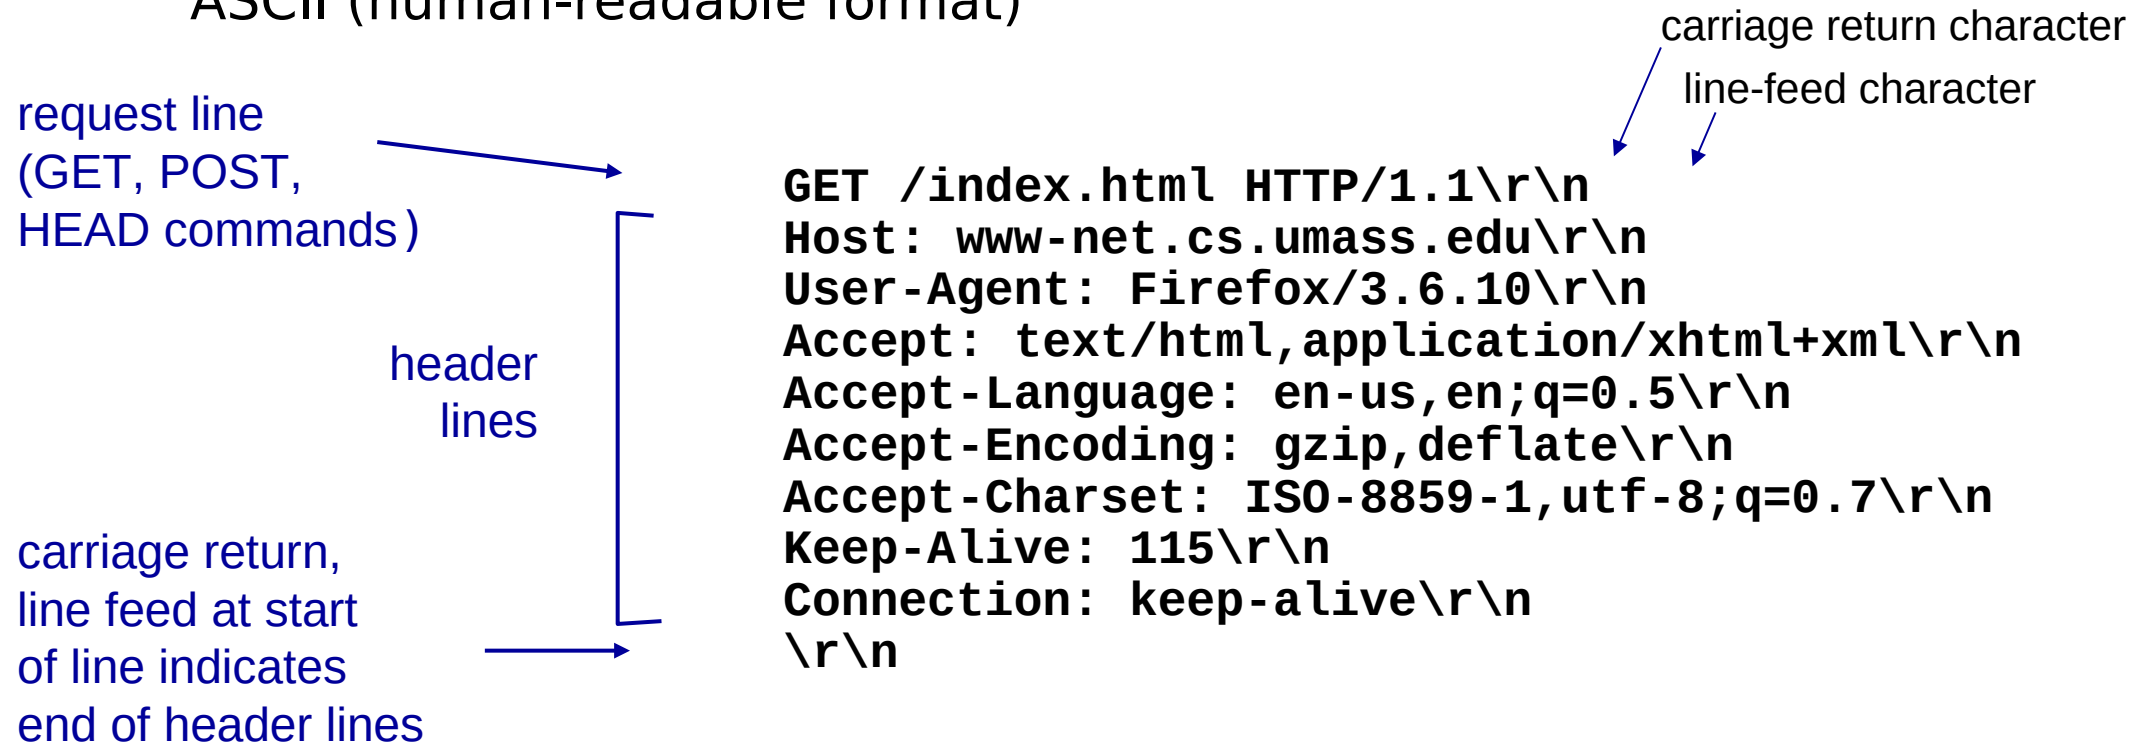 ASCII (human-readable format)
carriage return character
line-feed character
request line
(GET, POST,
HEAD commands)
GET /index.html HTTP/1.1\r\n
Host: www-net.cs.umass.edu\r\n
User-Agent: Firefox/3.6.10\r\n
Accept: text/html,application/xhtml+xml\r\n
Accept-Language: en-us,en;q=0.5\r\n
Accept-Encoding: gzip,deflate\r\n
Accept-Charset: ISO-8859-1,utf-8;q=0.7\r\n
Keep-Alive: 115\r\n
Connection: keep-alive\r\n
\r\n
header
lines
carriage return,
line feed at start
of line indicates
end of header lines